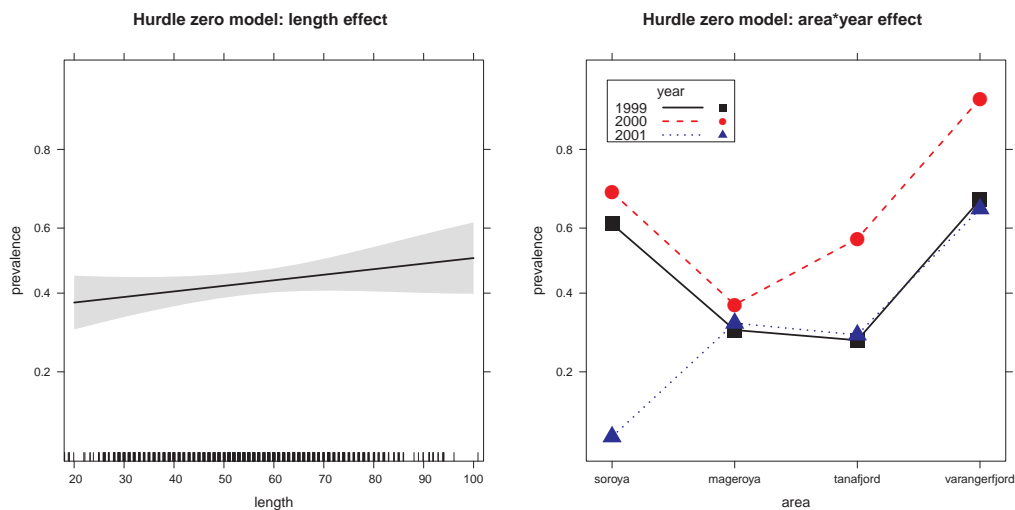 Hurdle zero model: length effect
prevalence
0.8
0.6
0.4
0.2
20 30 40 50 60 70 80 90 100
length
Hurdle zero model: area*year effect
prevalence
0.8
0.6
0.4
0.2
year
1999
2000
2001
soroya mageroya tanafjord varangerfjord
area